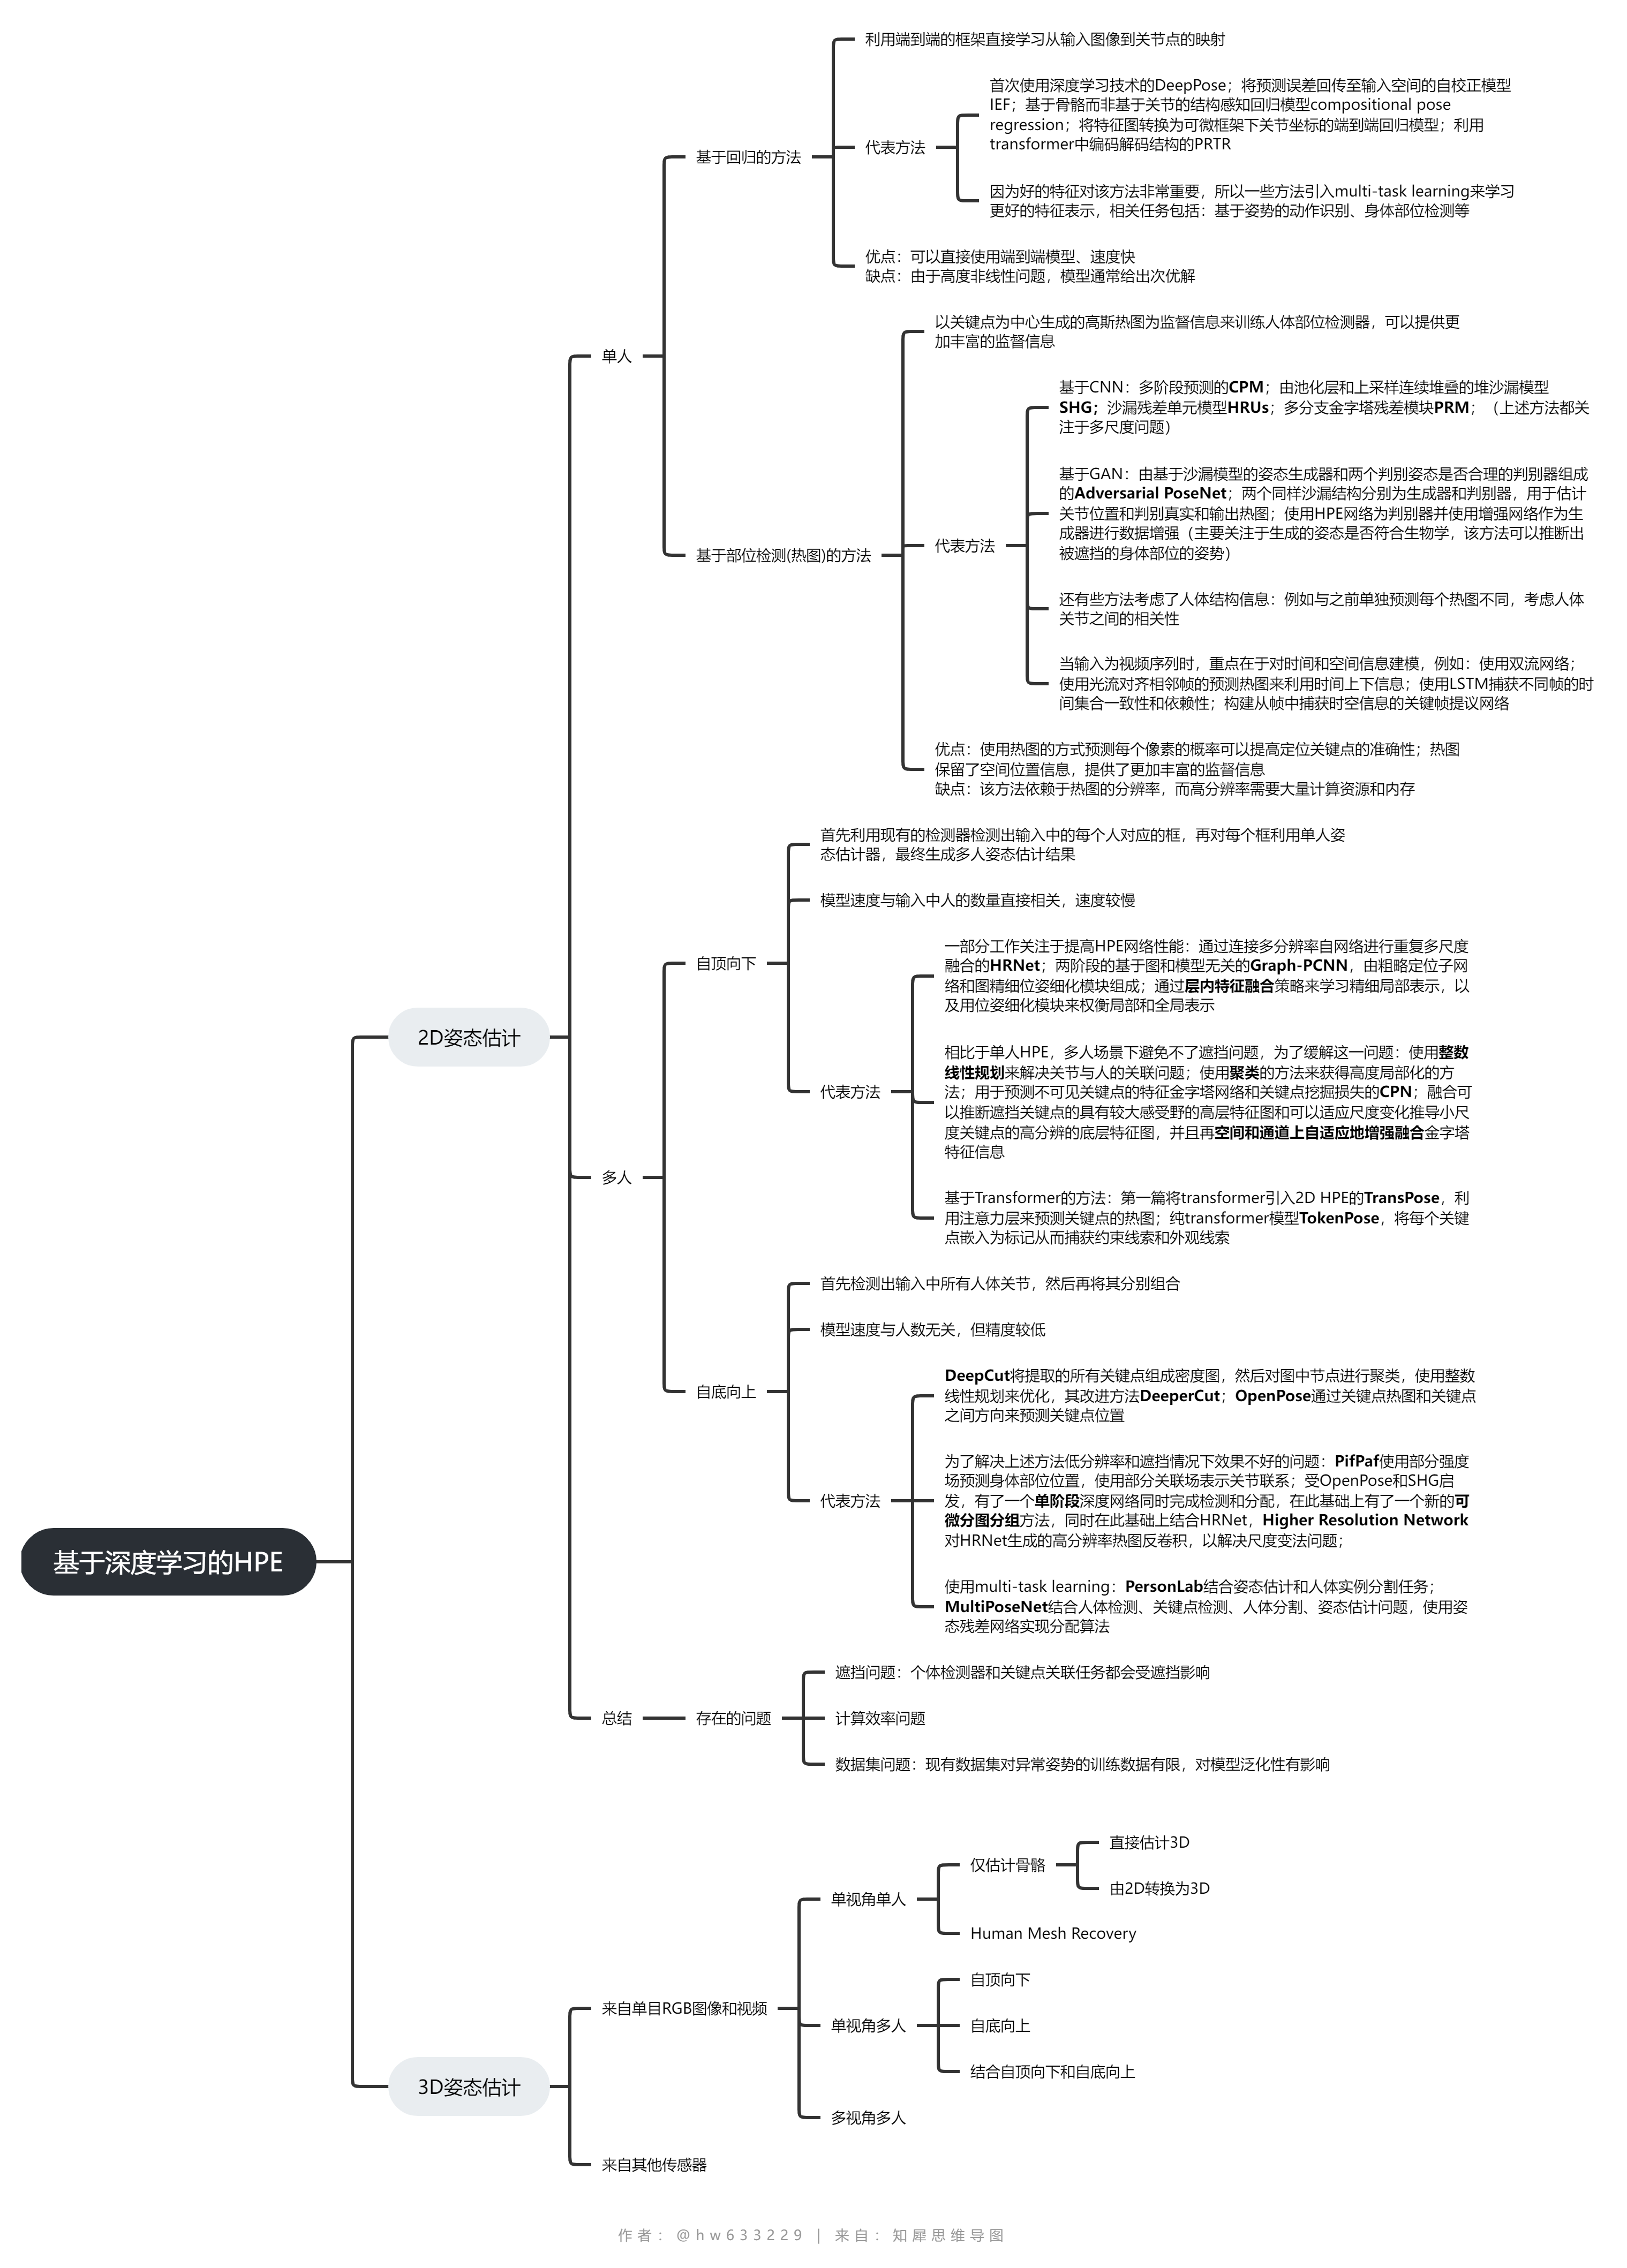 利用端到端的框架直接学习从输入图像到关节点的映射
首次使用深度学习技术的DeepPose；将预测误差回传至输入空间的自校正模型
IEF；基于骨骼而非基于关节的结构感知回归模型compositional pose
regression；将特征图转换为可微框架下关节坐标的端到端回归模型；利用
transformer中编码解码结构的PRTR
代表方法
基于回归的方法
因为好的特征对该方法非常重要，所以一些方法引入multi-task learning来学习
更好的特征表示，相关任务包括：基于姿势的动作识别、身体部位检测等
优点：可以直接使用端到端模型、速度快
缺点：由于高度非线性问题，模型通常给出次优解
单人
以关键点为中心生成的高斯热图为监督信息来训练人体部位检测器，可以提供更
加丰富的监督信息
基于CNN：多阶段预测的CPM；由池化层和上采样连续堆叠的堆沙漏模型
SHG；沙漏残差单元模型HRUs；多分支金字塔残差模块PRM；（上述方法都关
注于多尺度问题）
基于GAN：由基于沙漏模型的姿态生成器和两个判别姿态是否合理的判别器组成
的Adversarial PoseNet；两个同样沙漏结构分别为生成器和判别器，用于估计
关节位置和判别真实和输出热图；使用HPE网络为判别器并使用增强网络作为生
成器进行数据增强（主要关注于生成的姿态是否符合生物学，该方法可以推断出
被遮挡的身体部位的姿势）
代表方法
基于部位检测(热图)的方法
还有些方法考虑了人体结构信息：例如与之前单独预测每个热图不同，考虑人体
关节之间的相关性
当输入为视频序列时，重点在于对时间和空间信息建模，例如：使用双流网络；
使用光流对齐相邻帧的预测热图来利用时间上下信息；使用LSTM捕获不同帧的时
间集合一致性和依赖性；构建从帧中捕获时空信息的关键帧提议网络
优点：使用热图的方式预测每个像素的概率可以提高定位关键点的准确性；热图
保留了空间位置信息，提供了更加丰富的监督信息
缺点：该方法依赖于热图的分辨率，而高分辨率需要大量计算资源和内存
首先利用现有的检测器检测出输入中的每个人对应的框，再对每个框利用单人姿
态估计器，最终生成多人姿态估计结果
模型速度与输入中人的数量直接相关，速度较慢
自顶向下
一部分工作关注于提高HPE网络性能：通过连接多分辨率自网络进行重复多尺度
融合的HRNet；两阶段的基于图和模型无关的Graph-PCNN，由粗略定位子网
络和图精细位姿细化模块组成；通过层内特征融合策略来学习精细局部表示，以
及用位姿细化模块来权衡局部和全局表示
2D姿态估计
相比于单人HPE，多人场景下避免不了遮挡问题，为了缓解这一问题：使用整数
线性规划来解决关节与人的关联问题；使用聚类的方法来获得高度局部化的方
法；用于预测不可见关键点的特征金字塔网络和关键点挖掘损失的CPN；融合可
以推断遮挡关键点的具有较大感受野的高层特征图和可以适应尺度变化推导小尺
度关键点的高分辨的底层特征图，并且再空间和通道上自适应地增强融合金字塔
特征信息
代表方法
多人
基于Transformer的方法：第一篇将transformer引入2D HPE的TransPose，利
用注意力层来预测关键点的热图；纯transformer模型TokenPose，将每个关键
点嵌入为标记从而捕获约束线索和外观线索
首先检测出输入中所有人体关节，然后再将其分别组合
模型速度与人数无关，但精度较低
自底向上
DeepCut将提取的所有关键点组成密度图，然后对图中节点进行聚类，使用整数
线性规划来优化，其改进方法DeeperCut；OpenPose通过关键点热图和关键点
之间方向来预测关键点位置
代表方法
为了解决上述方法低分辨率和遮挡情况下效果不好的问题：PifPaf使用部分强度
场预测身体部位位置，使用部分关联场表示关节联系；受OpenPose和SHG启
发，有了一个单阶段深度网络同时完成检测和分配，在此基础上有了一个新的可
微分图分组方法，同时在此基础上结合HRNet，Higher Resolution Network
对HRNet生成的高分辨率热图反卷积，以解决尺度变法问题；
基于深度学习的HPE
使用multi-task learning：PersonLab结合姿态估计和人体实例分割任务；
MultiPoseNet结合人体检测、关键点检测、人体分割、姿态估计问题，使用姿
态残差网络实现分配算法
遮挡问题：个体检测器和关键点关联任务都会受遮挡影响
总结
存在的问题
计算效率问题
数据集问题：现有数据集对异常姿势的训练数据有限，对模型泛化性有影响
直接估计3D
仅估计骨骼
由2D转换为3D
单视角单人
Human Mesh Recovery
自顶向下
来自单目RGB图像和视频
单视角多人
自底向上
结合自顶向下和自底向上
3D姿态估计
多视角多人
来自其他传感器
作者：@hw633229 | 来自：知犀思维导图